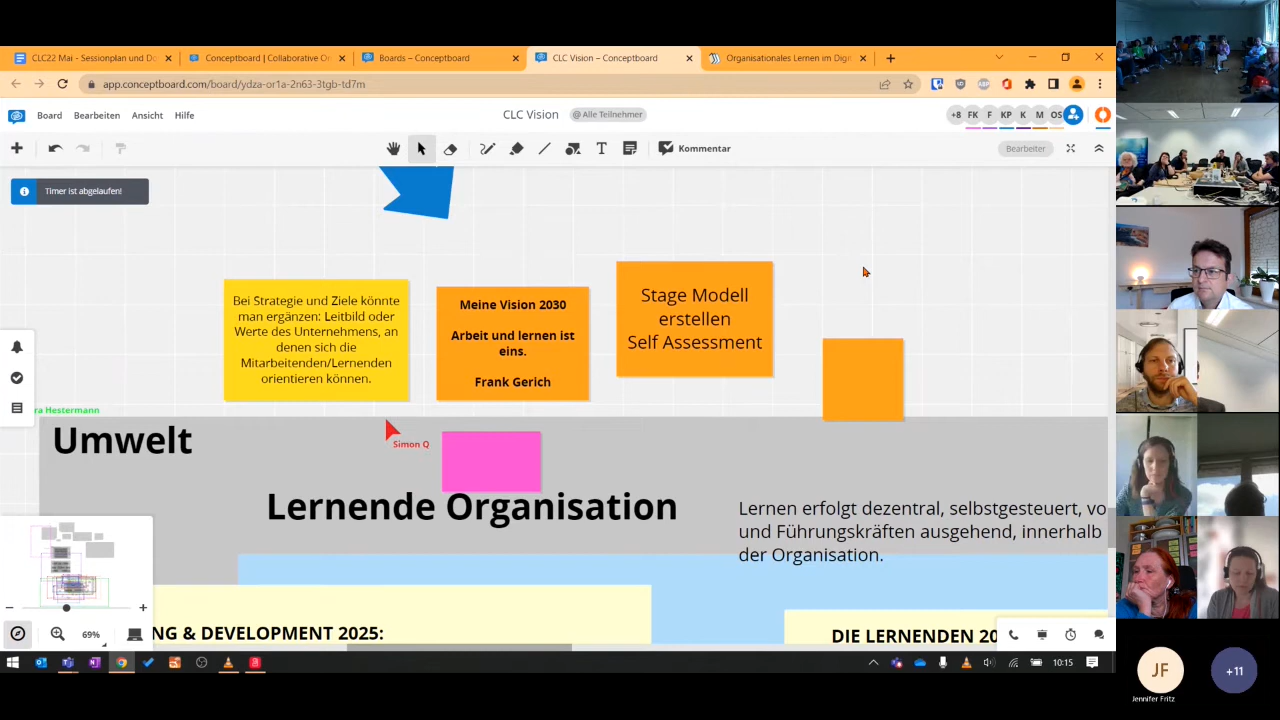 CLC22 Mai - Sessionplan und Do
Conceptboard | Collaborative On
Boards – Conceptboard
CLC Vision – Conceptboard
Organisationales Lernen im Digit
app.conceptboard.com/board/ydza-or1a-2n63-3tgb-td7m
Board
Bearbeiten
Ansicht
Hilfe
CLC Vision
@ Alle Teilnehmer
+8
FK
F
KP
K
M
OS
Kommentar
Bearbeiter
Timer ist abgelaufen!
Bei Strategie und Ziele könnte
man ergänzen: Leitbild oder
Werte des Unternehmens, an
denen sich die
Mitarbeitenden/Lernenden
orientieren können.
Meine Vision 2030
Arbeit und lernen ist
eins.
Frank Gerich
Stage Modell
erstellen
Self Assessment
ra Hestermann
Simon Q
Umwelt
Lernende Organisation
Lernen erfolgt dezentral, selbstgesteuert, vo
und Führungskräften ausgehend, innerhalb
der Organisation.
NG & DEVELOPMENT 2025:
DIE LERNENDEN 20
69%
10:15
JF
Jennifer Fritz
+11